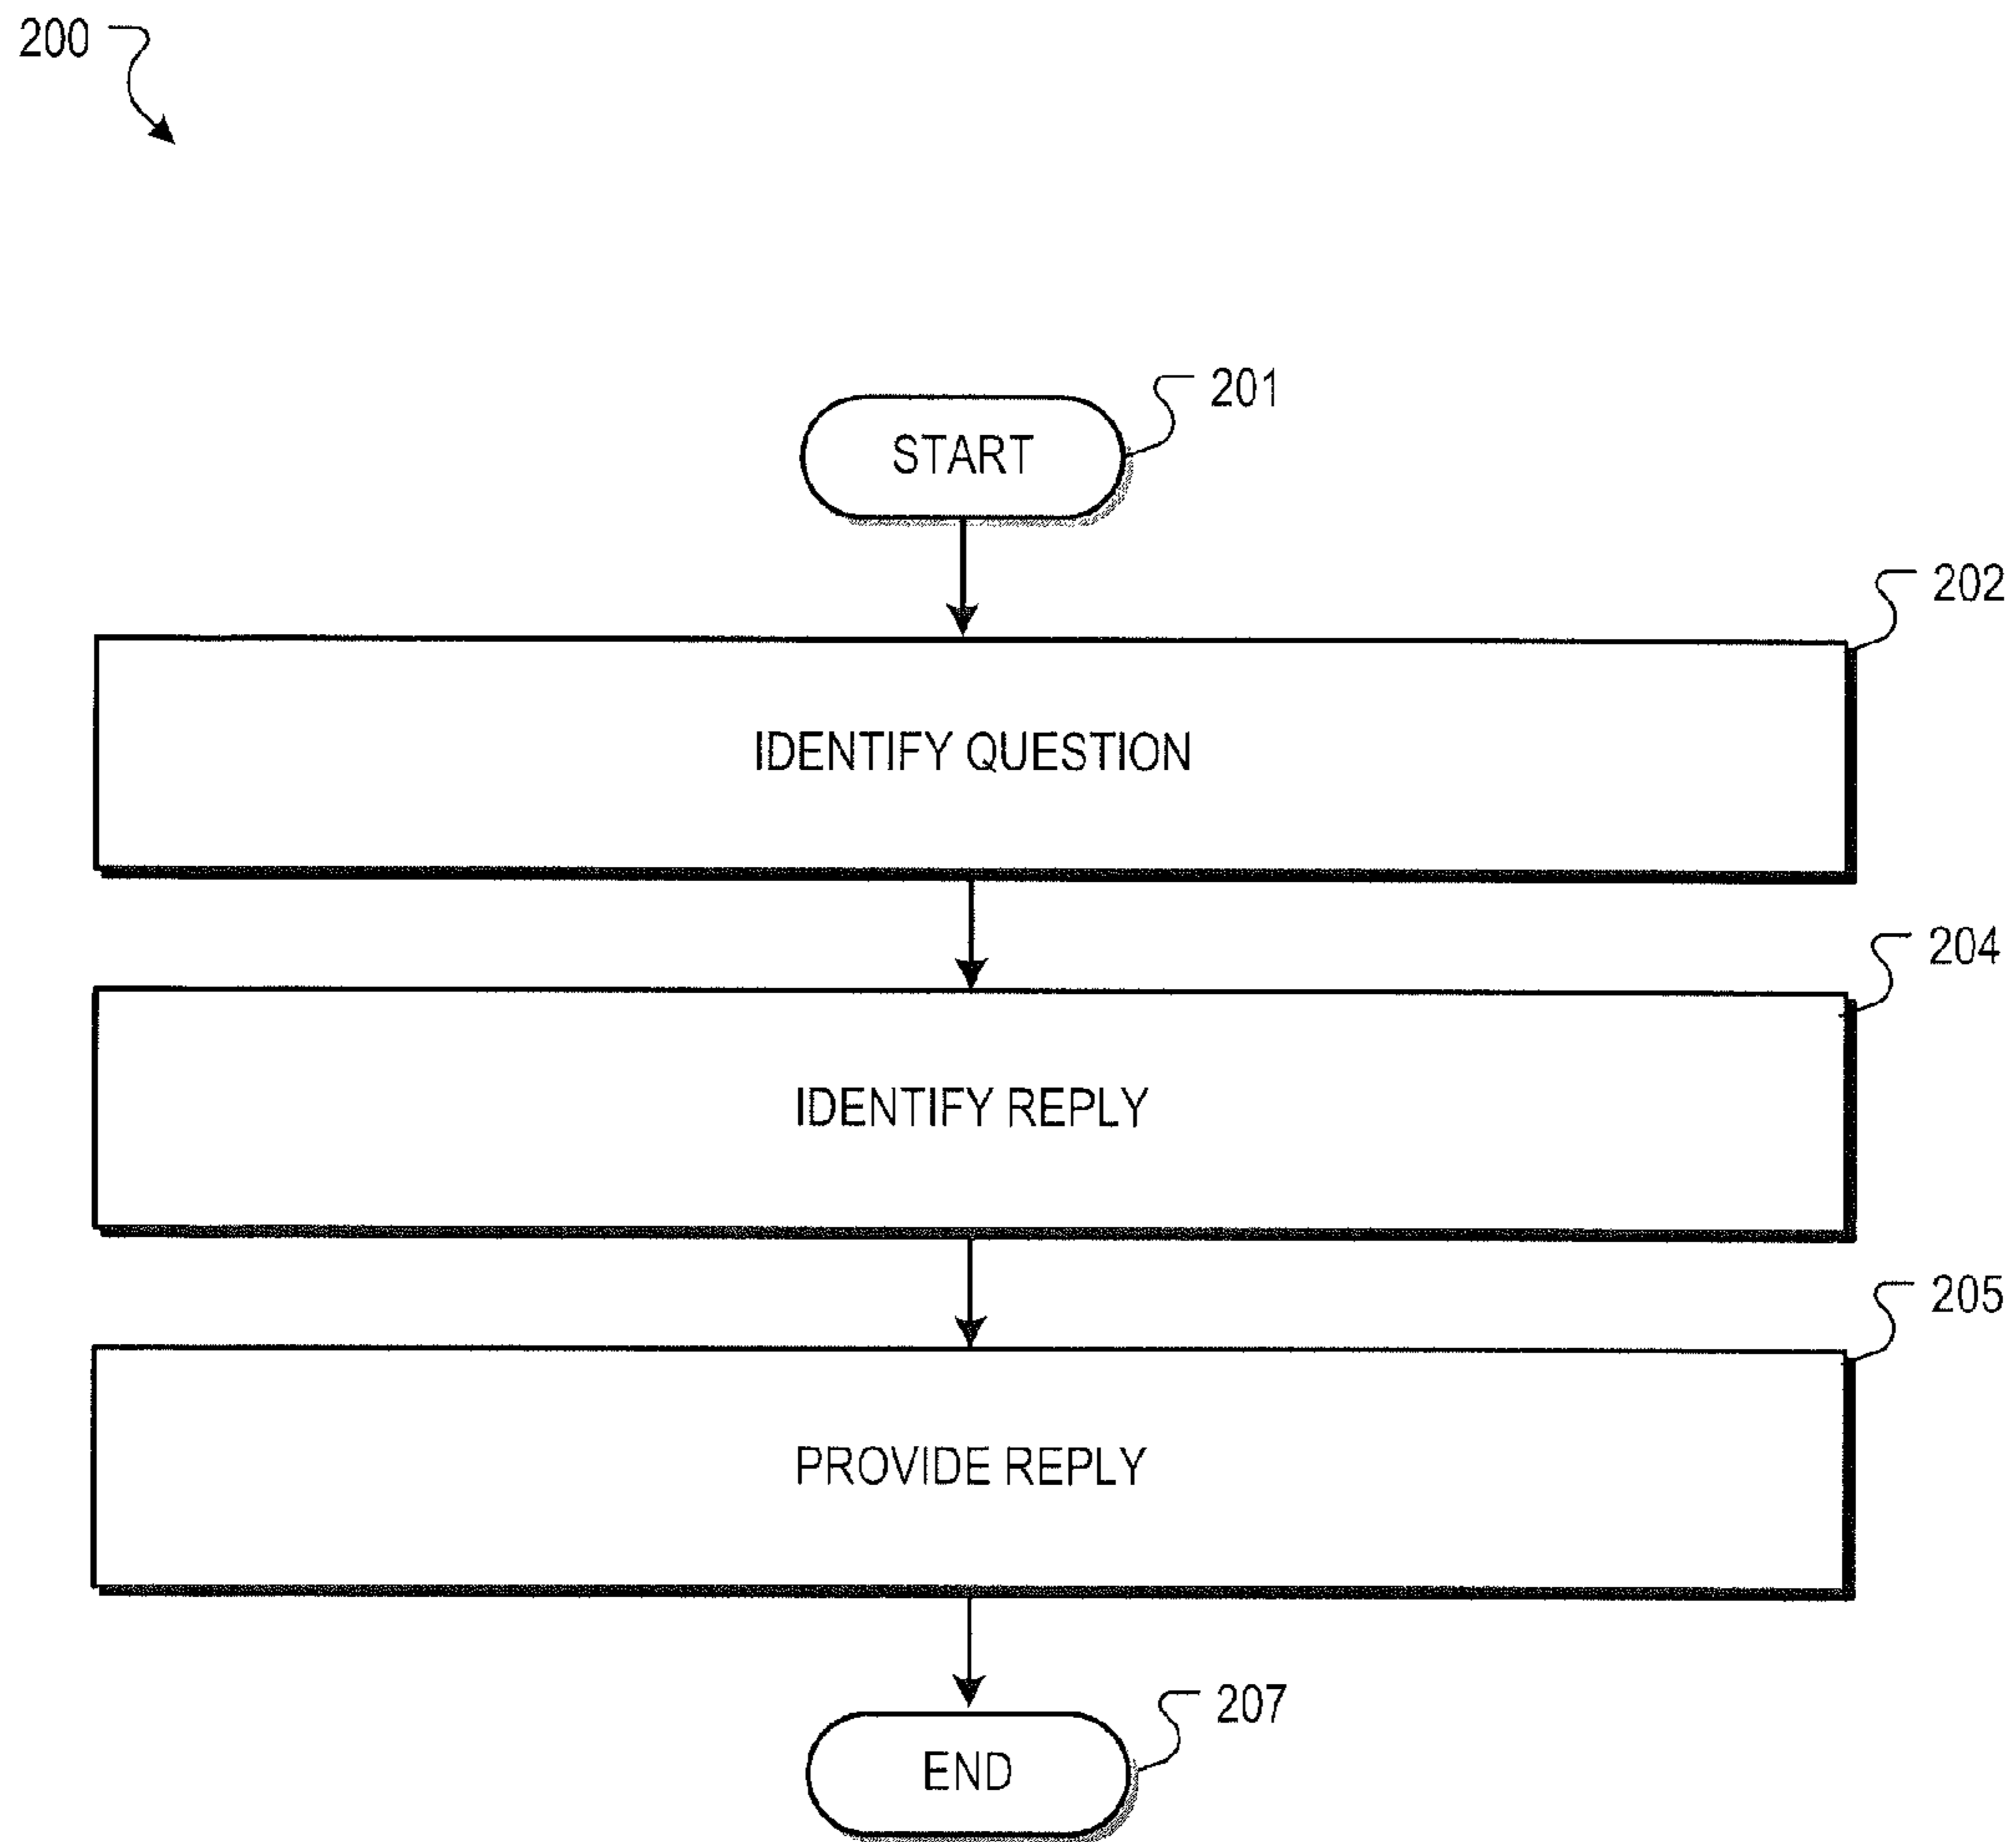 200
START
201
202
IDENTIFY QUESTION
204
IDENTIFY REPLY
205
PROVIDE REPLY
207
END